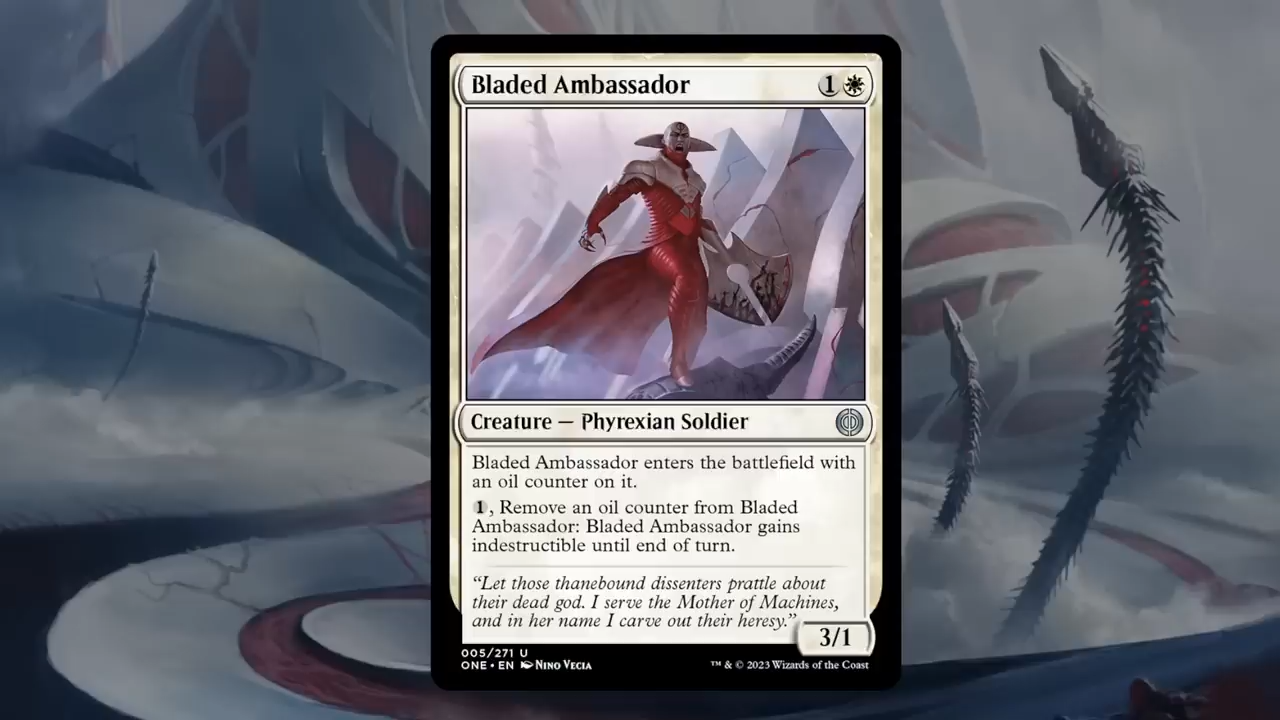 Bladed Ambassador 1
Creature — Phyrexian Soldier
Bladed Ambassador enters the battlefield with
an oil counter on it.
1, Remove an oil counter from Bladed
Ambassador: Bladed Ambassador gains
indestructible until end of turn.
“Let those thanebound dissenters prattle about
their dead god. I serve the Mother of Machines,
and in her name I carve out their heresy.”
3/1
005/271 U
ONE • EN Nino Vecia
™ & © 2023 Wizards of the Coast